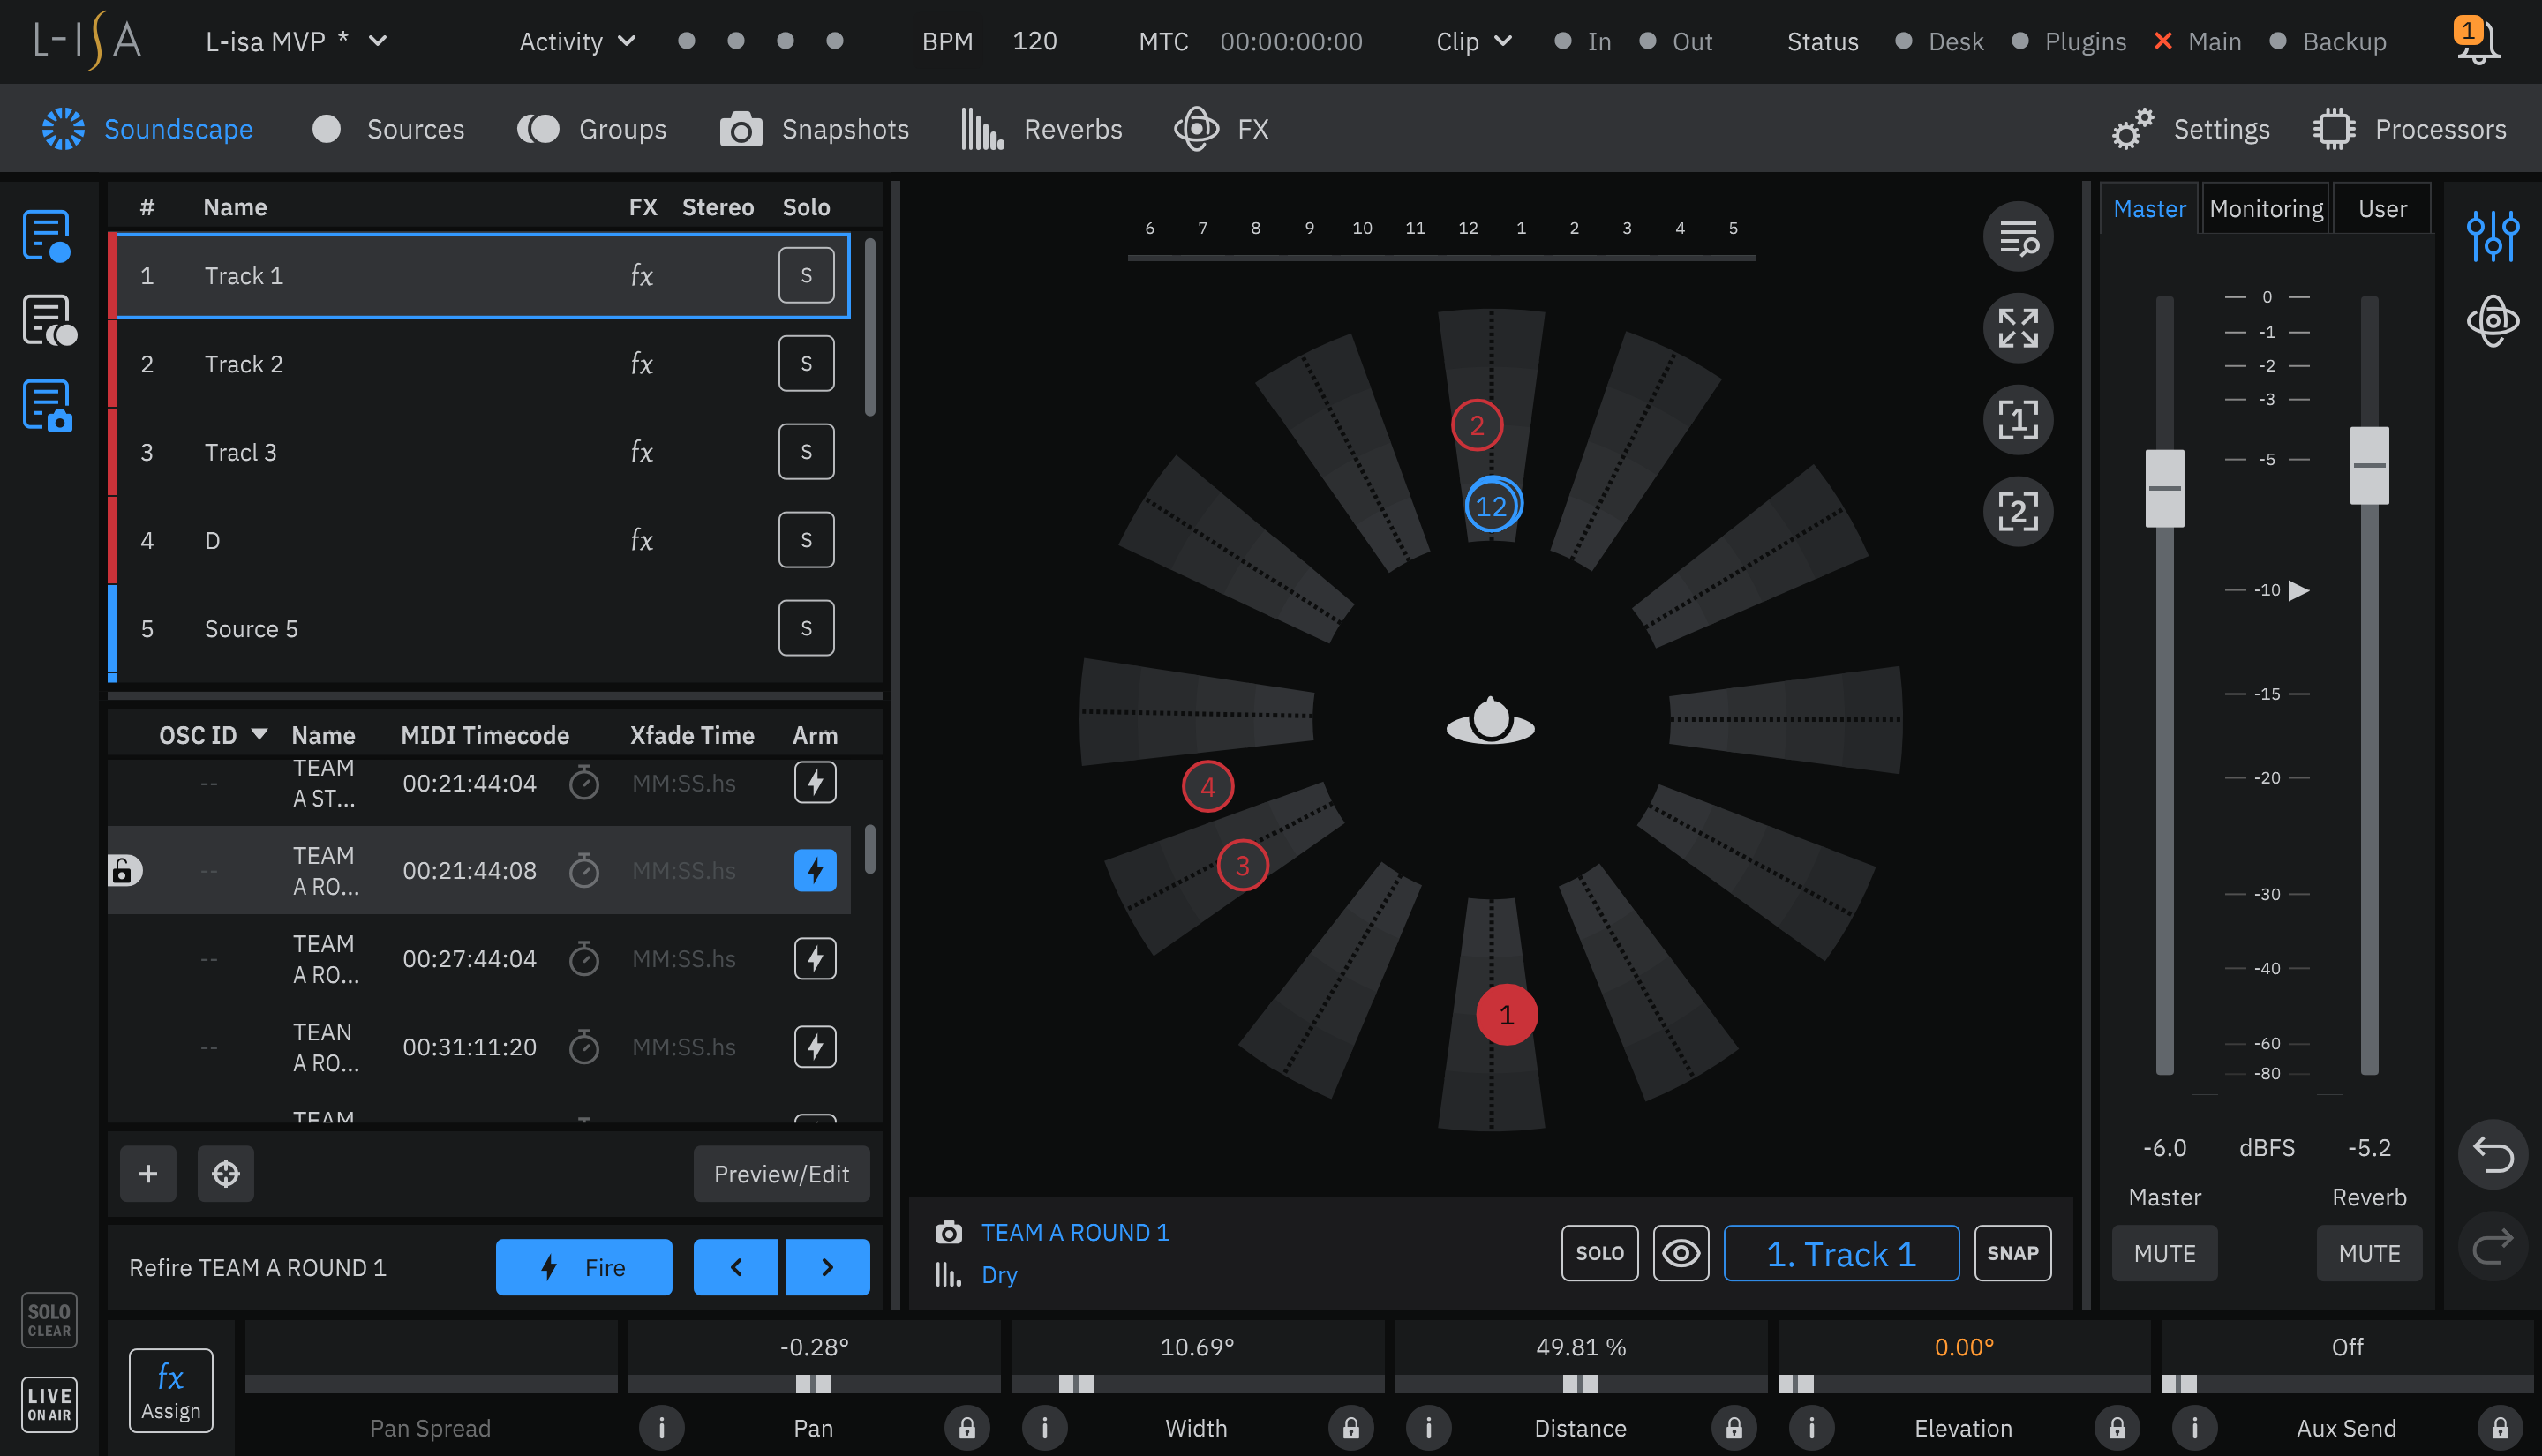 L-ISA
L-isa MVP *
Activity
BPM 120
MTC 00:00:00:00
Clip In Out
Status Desk Plugins Main Backup
1
Soundscape Sources Groups Snapshots Reverbs FX Settings Processors
# Name FX Stereo Solo
1 Track 1 fx S
2 Track 2 fx S
3 Tracl 3 fx S
4 D fx S
5 Source 5 S
OSC ID Name MIDI Timecode Xfade Time Arm
-- TEAM A ST... 00:21:44:04 MM:SS.hs
-- TEAM A RO... 00:21:44:08 MM:SS.hs
-- TEAM A RO... 00:27:44:04 MM:SS.hs
-- TEAN A RO... 00:31:11:20 MM:SS.hs
TEAM
+ Preview/Edit
Refire TEAM A ROUND 1 Fire
SOLO
CLEAR
LIVE
ON AIR
6 7 8 9 10 11 12 1 2 3 4 5
1
2
2
12
4
3
1
TEAM A ROUND 1
Dry
SOLO 1. Track 1 SNAP
Master Monitoring User
0
-1
-2
-3
-5
-10
-15
-20
-30
-40
-60
-80
-6.0 dBFS -5.2
Master Reverb
MUTE MUTE
fx
Assign
-0.28° 10.69° 49.81 % 0.00° Off
Pan Spread i Pan i Width i Distance i Elevation i Aux Send